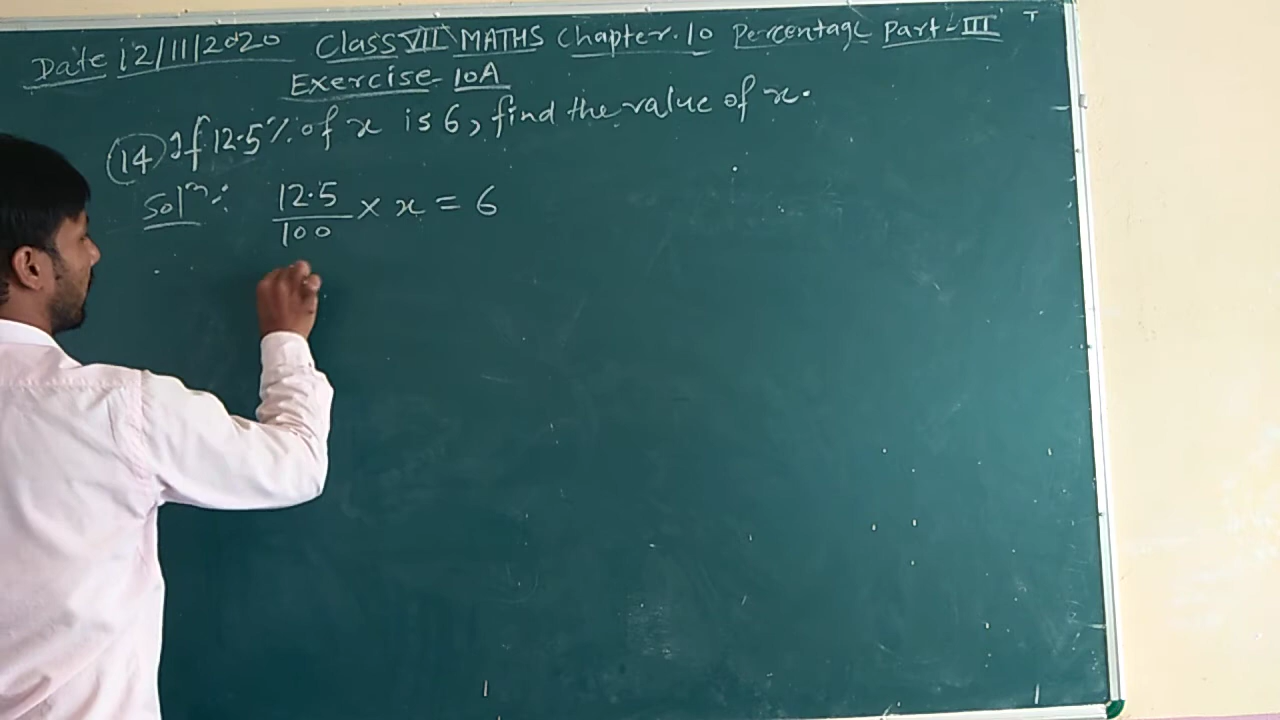 Date 12/11/2020 Class VII MATHS Chapter. 10 Percentage Part-III
Exercise 10A
(14) If 12.5% of x is 6, find the value of x.
Solⁿ: 12.5/100 × x = 6